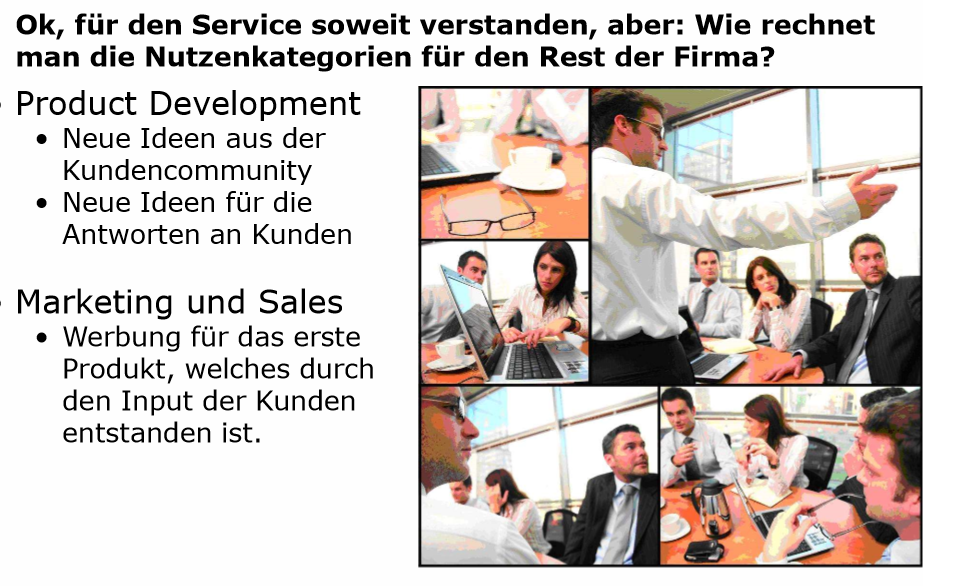 Ok, für den Service soweit verstanden, aber: Wie rechnet
man die Nutzenkategorien für den Rest der Firma?
• Product Development
• Neue Ideen aus der
Kundencommunity
• Neue Ideen für die
Antworten an Kunden
• Marketing und Sales
• Werbung für das erste
Produkt, welches durch
den Input der Kunden
entstanden ist.